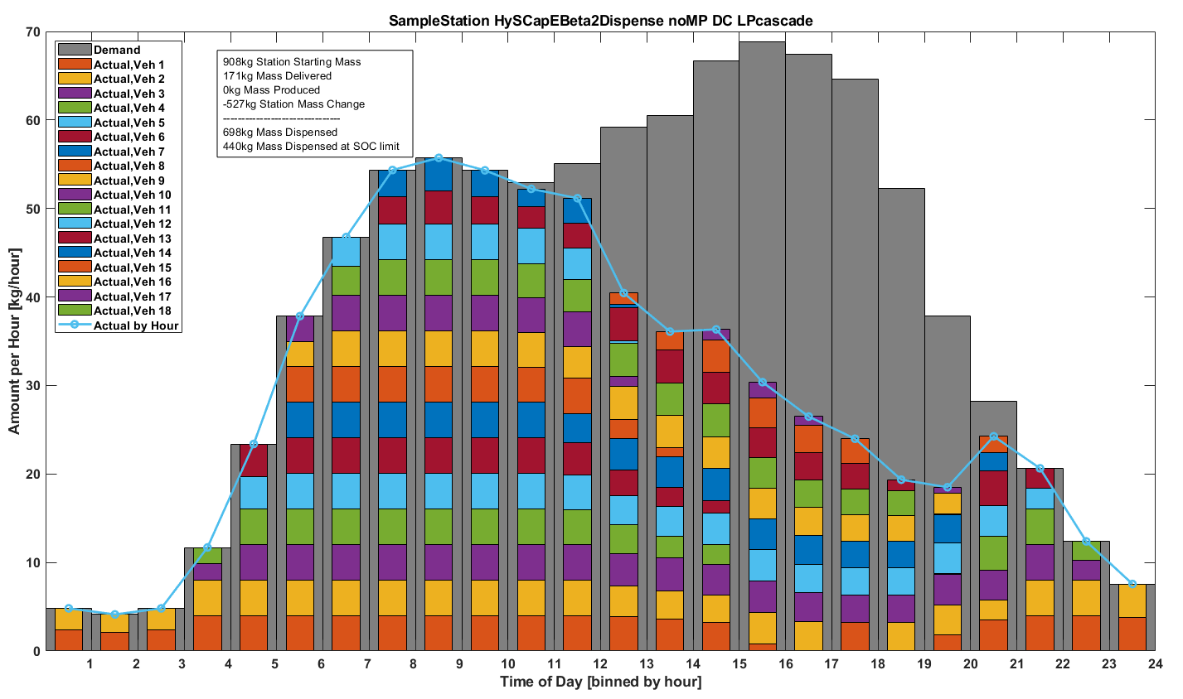 SampleStation HySCapEBeta2Dispense noMP DC LPcascade
70
60
50
40
30
20
10
0
Amount per Hour [kg/hour]
Demand
Actual,Veh 1
Actual,Veh 2
Actual,Veh 3
Actual,Veh 4
Actual,Veh 5
Actual,Veh 6
Actual,Veh 7
Actual,Veh 8
Actual,Veh 9
Actual,Veh 10
Actual,Veh 11
Actual,Veh 12
Actual,Veh 13
Actual,Veh 14
Actual,Veh 15
Actual,Veh 16
Actual,Veh 17
Actual,Veh 18
Actual by Hour
908kg Station Starting Mass
171kg Mass Delivered
0kg Mass Produced
-527kg Station Mass Change
--------------------------------
698kg Mass Dispensed
440kg Mass Dispensed at SOC limit
1 2 3 4 5 6 7 8 9 10 11 12 13 14 15 16 17 18 19 20 21 22 23 24
Time of Day [binned by hour]